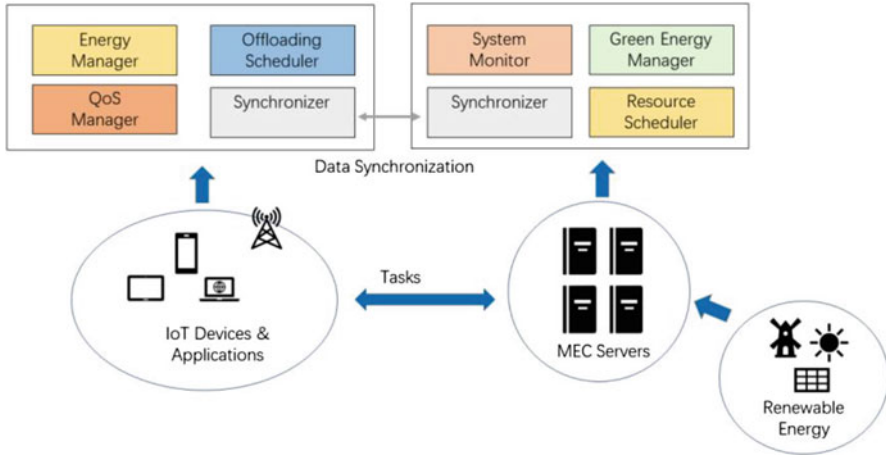 Energy
Manager
Offloading
Scheduler
QoS
Manager
Synchronizer
System
Monitor
Green Energy
Manager
Synchronizer
Resource
Scheduler
Data Synchronization
Tasks
IoT Devices &
Applications
MEC Servers
Renewable
Energy